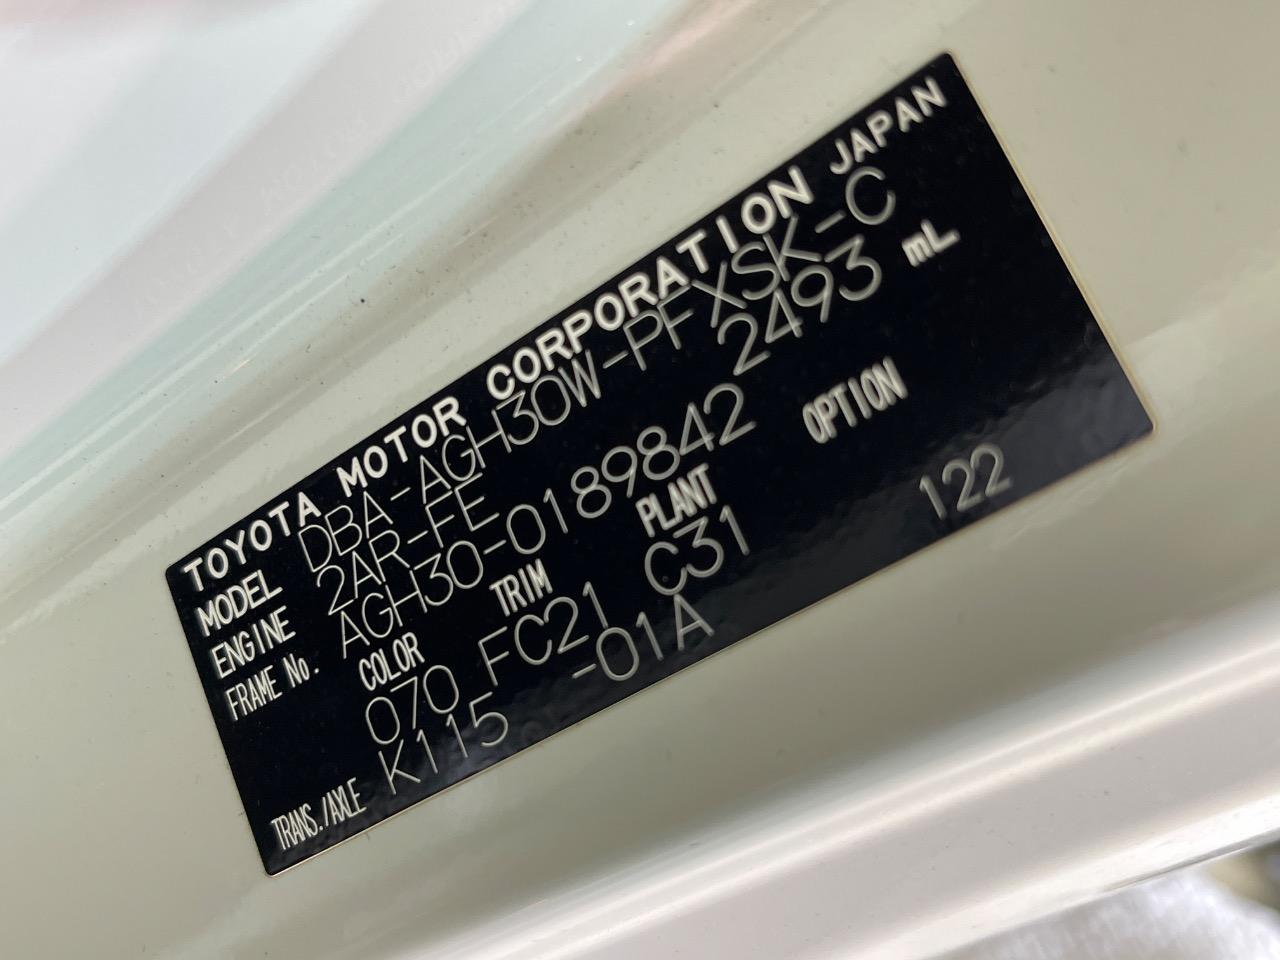 TOYOTA MOTOR CORPORATION JAPAN
MODEL DBA-AGH30W-PFXSK-C
ENGINE 2AR-FE 2493 mL
FRAME No. AGH30-0189842
COLOR TRIM PLANT OPTION
070 FC21 C31 122
TRANS./AXLE K115 -01A